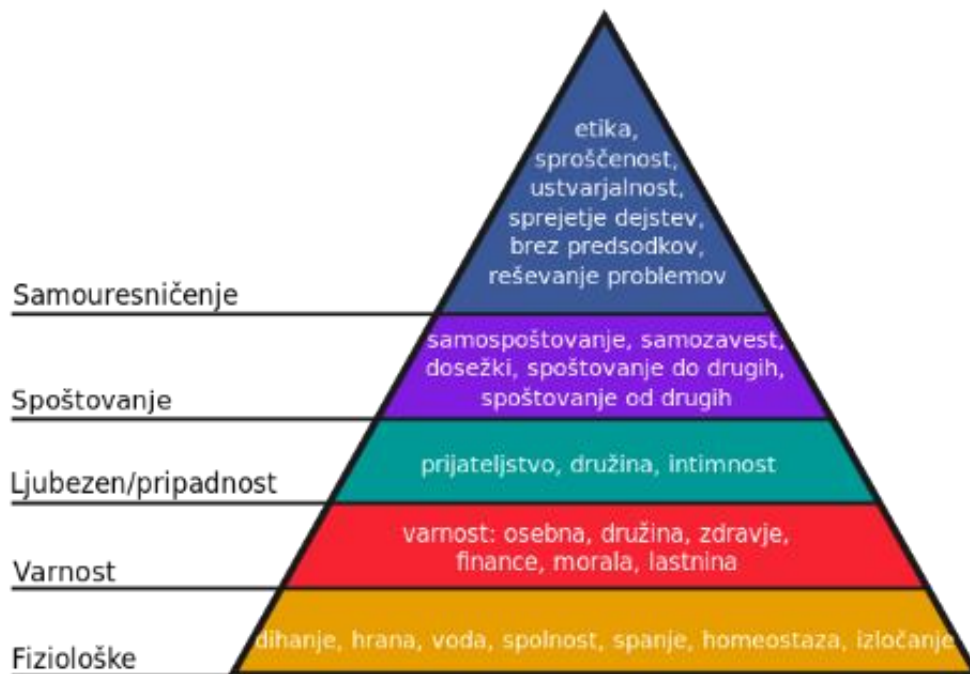 etika,
sproščenost,
ustvarjalnost,
sprejetje dejstev,
brez predsodkov,
reševanje problemov
Samouresničenje
samospoštovanje, samozavest,
dosežki, spoštovanje do drugih,
spoštovanje od drugih
Spoštovanje
prijateljstvo, družina, intimnost
Ljubezen/pripadnost
varnost: osebna, družina, zdravje,
finance, morala, lastnina
Varnost
dihanje, hrana, voda, spolnost, spanje, homeostaza, izločanje
Fiziološke